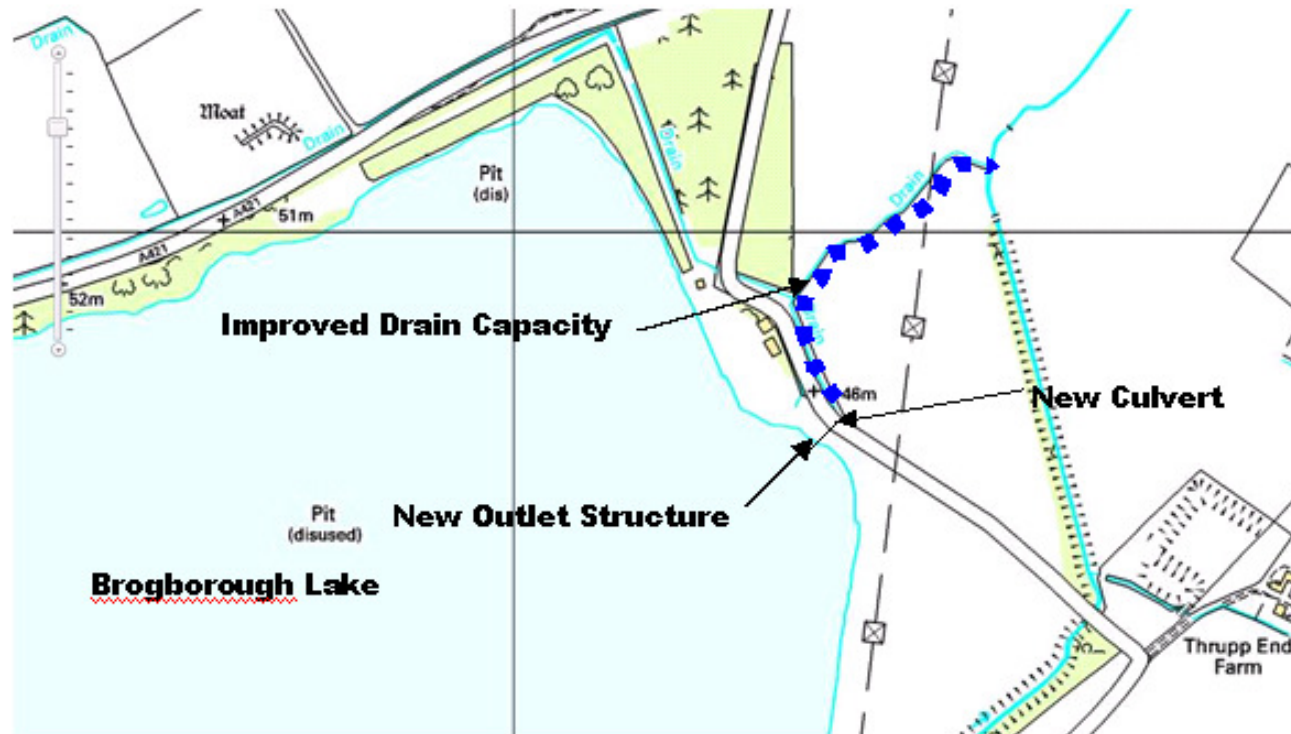 Drain
Moat
Drain
A421
51m
A421
52m
Pit
(dis)
Drain
Drain
Improved Drain Capacity
Drain
46m
New Culvert
New Outlet Structure
Pit
(disused)
Brogborough Lake
Thrupp End
Farm